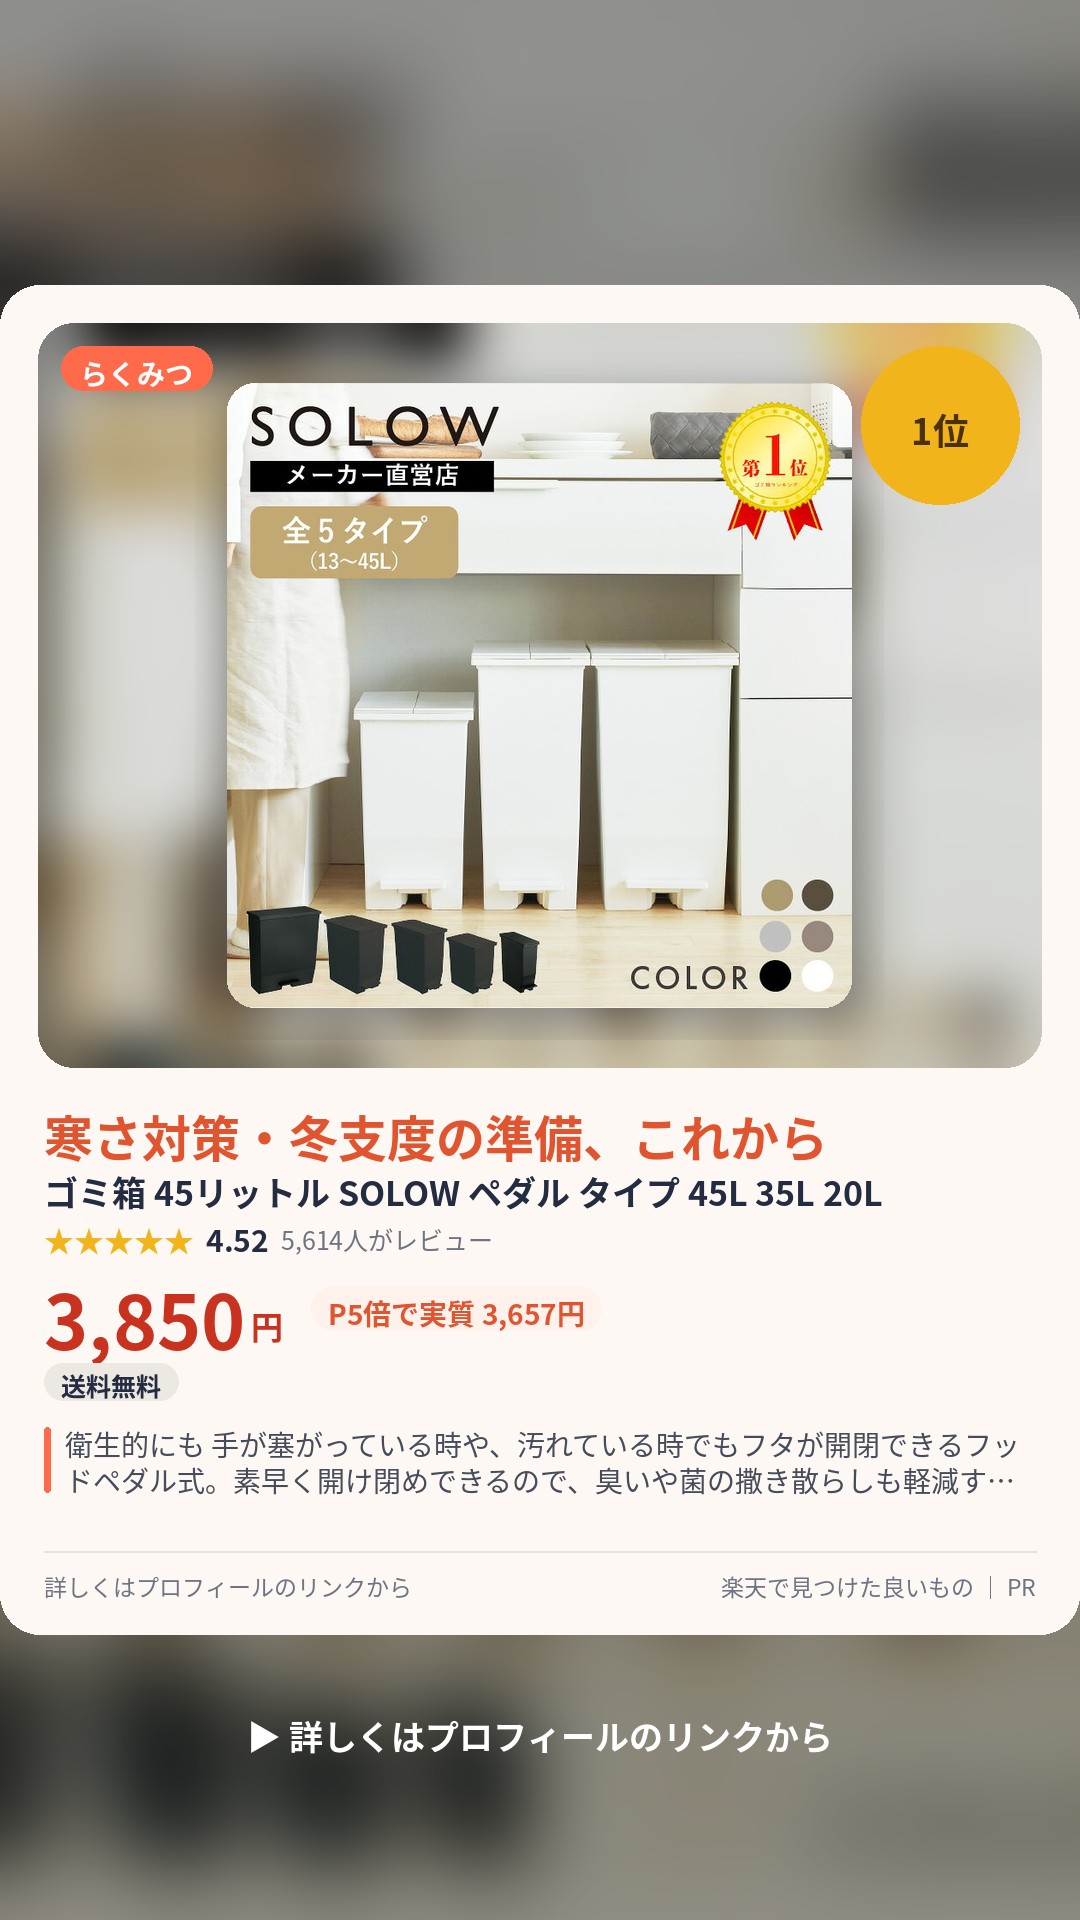 らくみつ
1位
SOLOW
メーカー直営店
全5タイプ
（13〜45L）
第1位
COLOR
寒さ対策・冬支度の準備、これから
ゴミ箱 45リットル SOLOW ペダル タイプ 45L 35L 20L
★★★★★ 4.52 5,614人がレビュー
3,850円 P5倍で実質 3,657円
送料無料
衛生的にも 手が塞がっている時や、汚れている時でもフタが開閉できるフッ
ドペダル式。素早く開け閉めできるので、臭いや菌の撒き散らしも軽減す…
詳しくはプロフィールのリンクから
楽天で見つけた良いもの ｜ PR
▶ 詳しくはプロフィールのリンクから